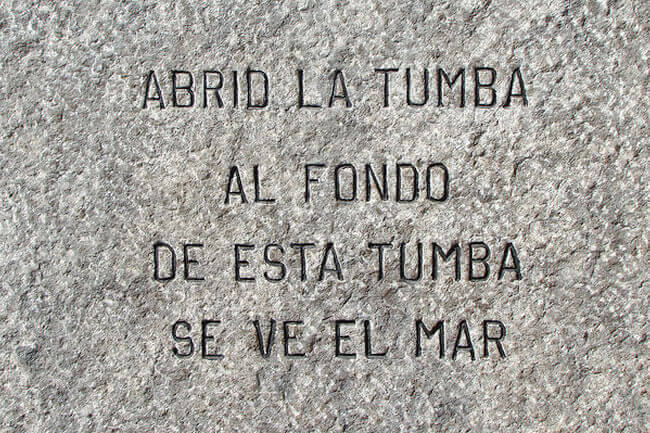 ABRID LA TUMBA
AL FONDO
DE ESTA TUMBA
SE VE EL MAR